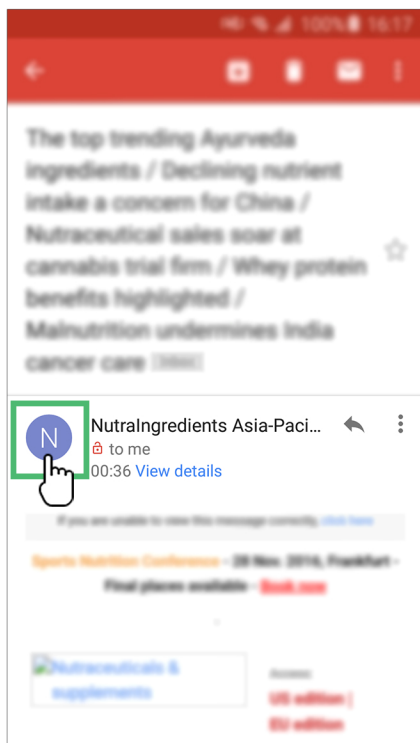 100% 16:17
The top trending Ayurveda
ingredients / Declining nutrient
intake a concern for China /
Nutraceutical sales soar at
cannabis trial firm / Whey protein
benefits highlighted /
Malnutrition undermines India
cancer care Inbox
N
NutraIngredients Asia-Paci...
to me
00:36 View details
If you are unable to view this message correctly, click here
Sports Nutrition Conference - 28 Nov. 2016, Frankfurt -
Final places available - Book now
Nutraceuticals &
supplements
Access:
US edition |
EU edition